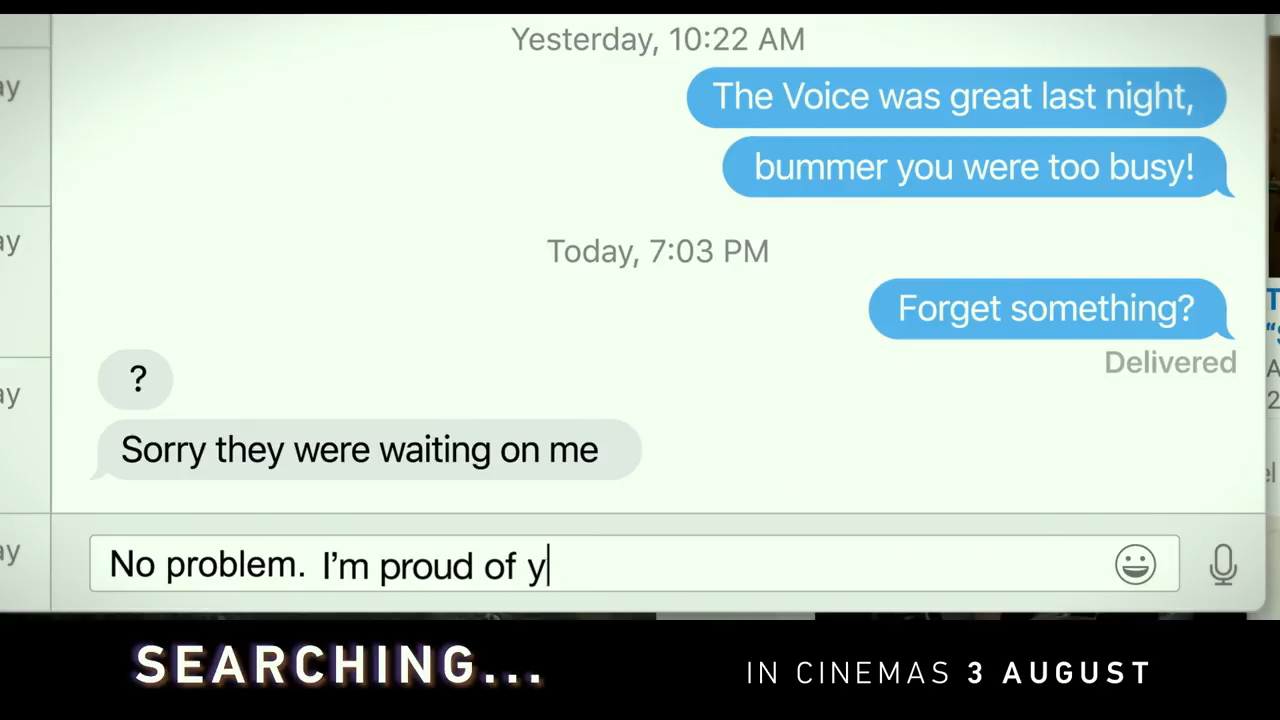 Yesterday, 10:22 AM
The Voice was great last night,
bummer you were too busy!
Today, 7:03 PM
Forget something?
Delivered
?
Sorry they were waiting on me
No problem. I'm proud of y
SEARCHING...
IN CINEMAS 3 AUGUST